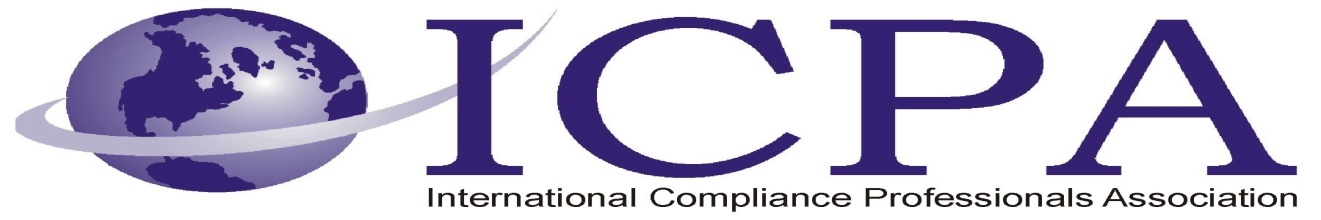 ICPA
International Compliance Professionals Association